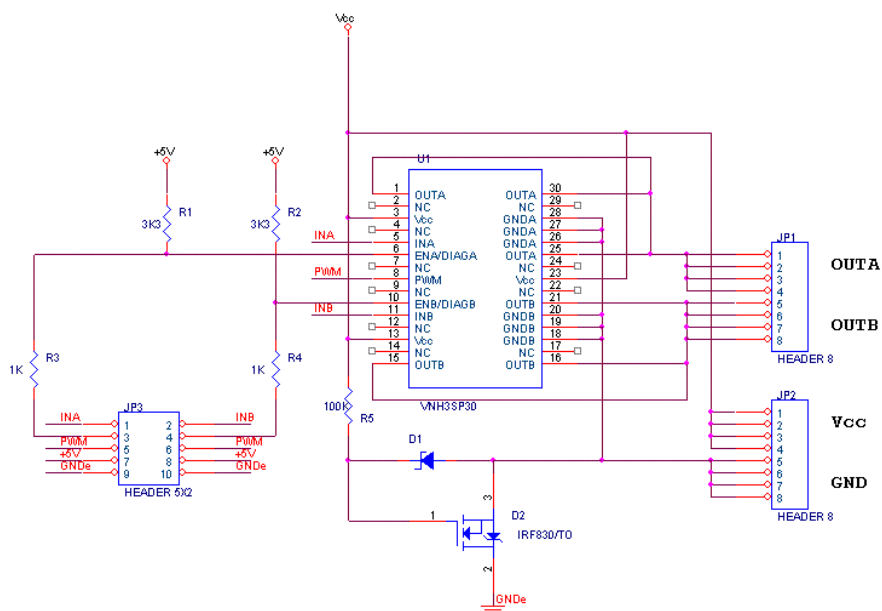 Vcc
+5V +5V
U1
R1
3K3
R2
3K3
1 OUTA OUTA 30
2 NC NC 29
3 Vcc GNDA 28
4 NC GNDA 27
5 INA GNDA 26
6 ENA/DIAGA OUTA 25
7 NC NC 24
8 PWM Vcc 23
9 NC NC 22
10 ENB/DIAGB OUTB 21
11 INB GNDB 20
12 NC GNDB 19
13 Vcc GNDB 18
14 NC NC 17
15 OUTB OUTB 16
INA
PWM
INB
VNH3SP30
JP1
1
2
3
4
5
6
7
8
HEADER 8
OUTA
OUTB
R3
1K
R4
1K
100K
R5
JP3
INA 1 2 INB
3 4
PWM 5 6 PWM
+5V 7 8 +5V
GNDe 9 10 GNDe
HEADER 5X2
JP2
1
2
3
4
5
6
7
8
HEADER 8
Vcc
GND
D1
3
D2
1
IRF830/TO
2
GNDe